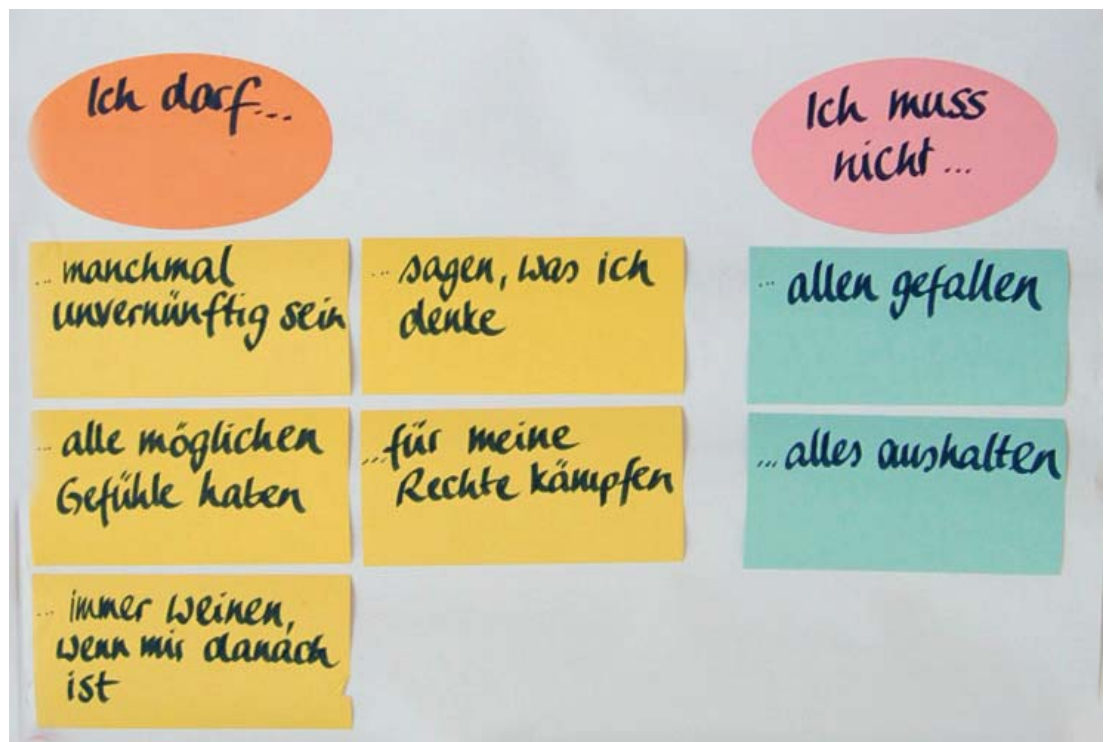 Ich darf...
... manchmal
unvernünftig sein
... alle möglichen
Gefühle haben
... immer weinen,
wenn mir danach
ist
... sagen, was ich
denke
...für meine
Rechte kämpfen
Ich muss
nicht...
... allen gefallen
...alles aushalten